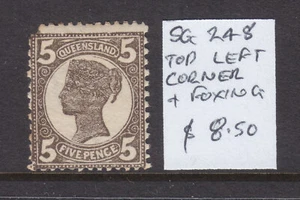 5 QUEENSLAND 5
5 FIVE PENCE 5
SG 248
TOP LEFT
CORNER
+ FOXING
$ 8.50